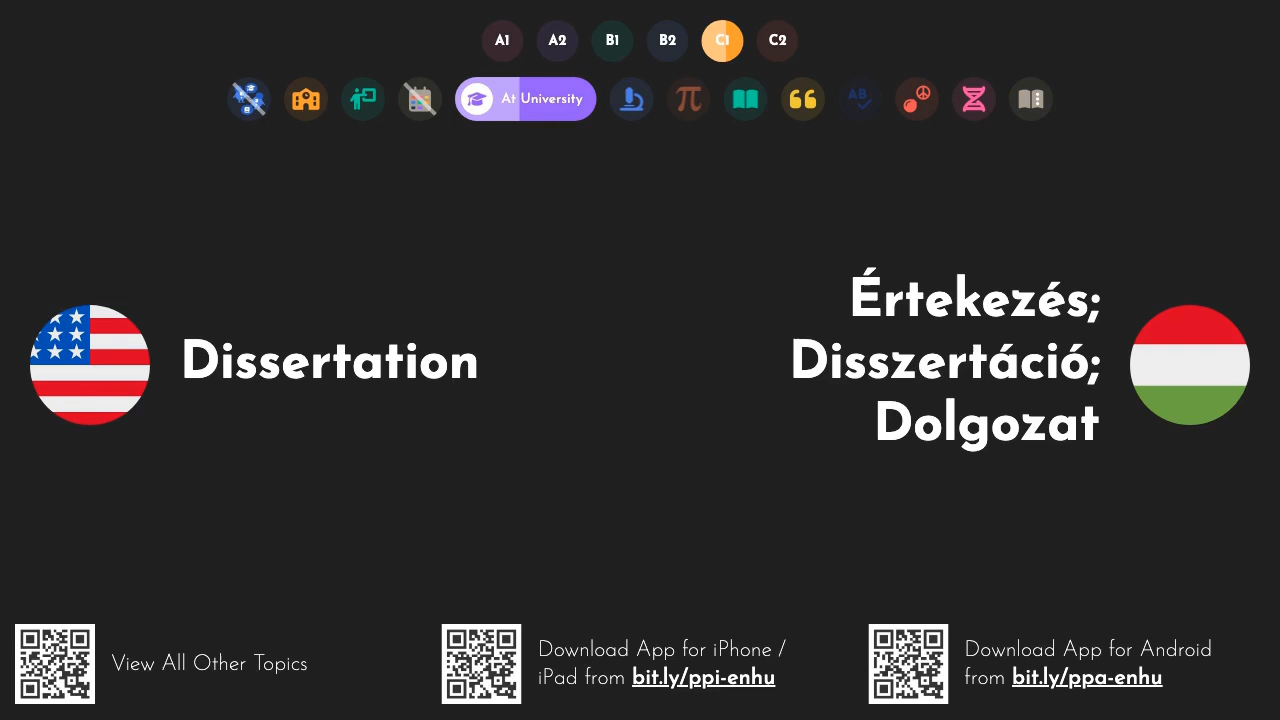 A1 A2 B1 B2 C1 C2
At University
Dissertation
Értekezés;
Disszertáció;
Dolgozat
View All Other Topics
Download App for iPhone /
iPad from bit.ly/ppi-enhu
Download App for Android
from bit.ly/ppa-enhu